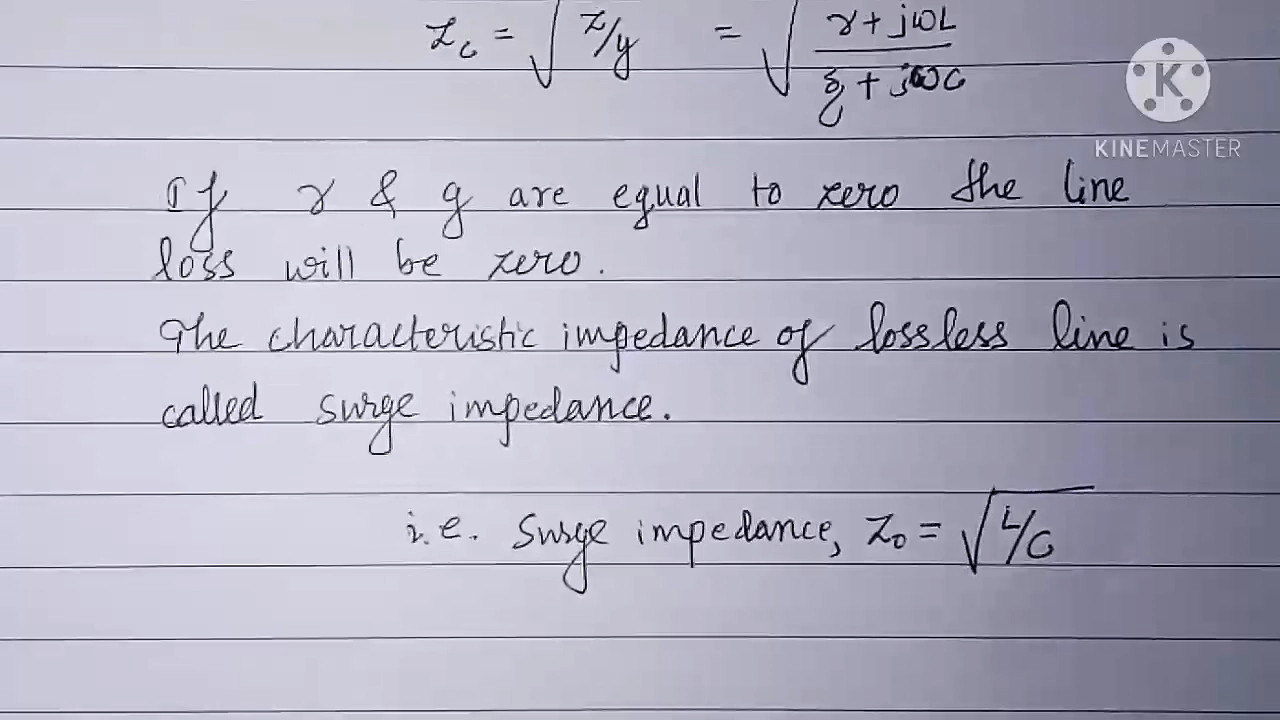 Zc = √z/y = √r + jωL / g + jωC
K
KINEMASTER
If r & g are equal to zero the line
loss will be zero.
The characteristic impedance of lossless line is
called surge impedance.
i.e. Surge impedance, Z0 = √L/C